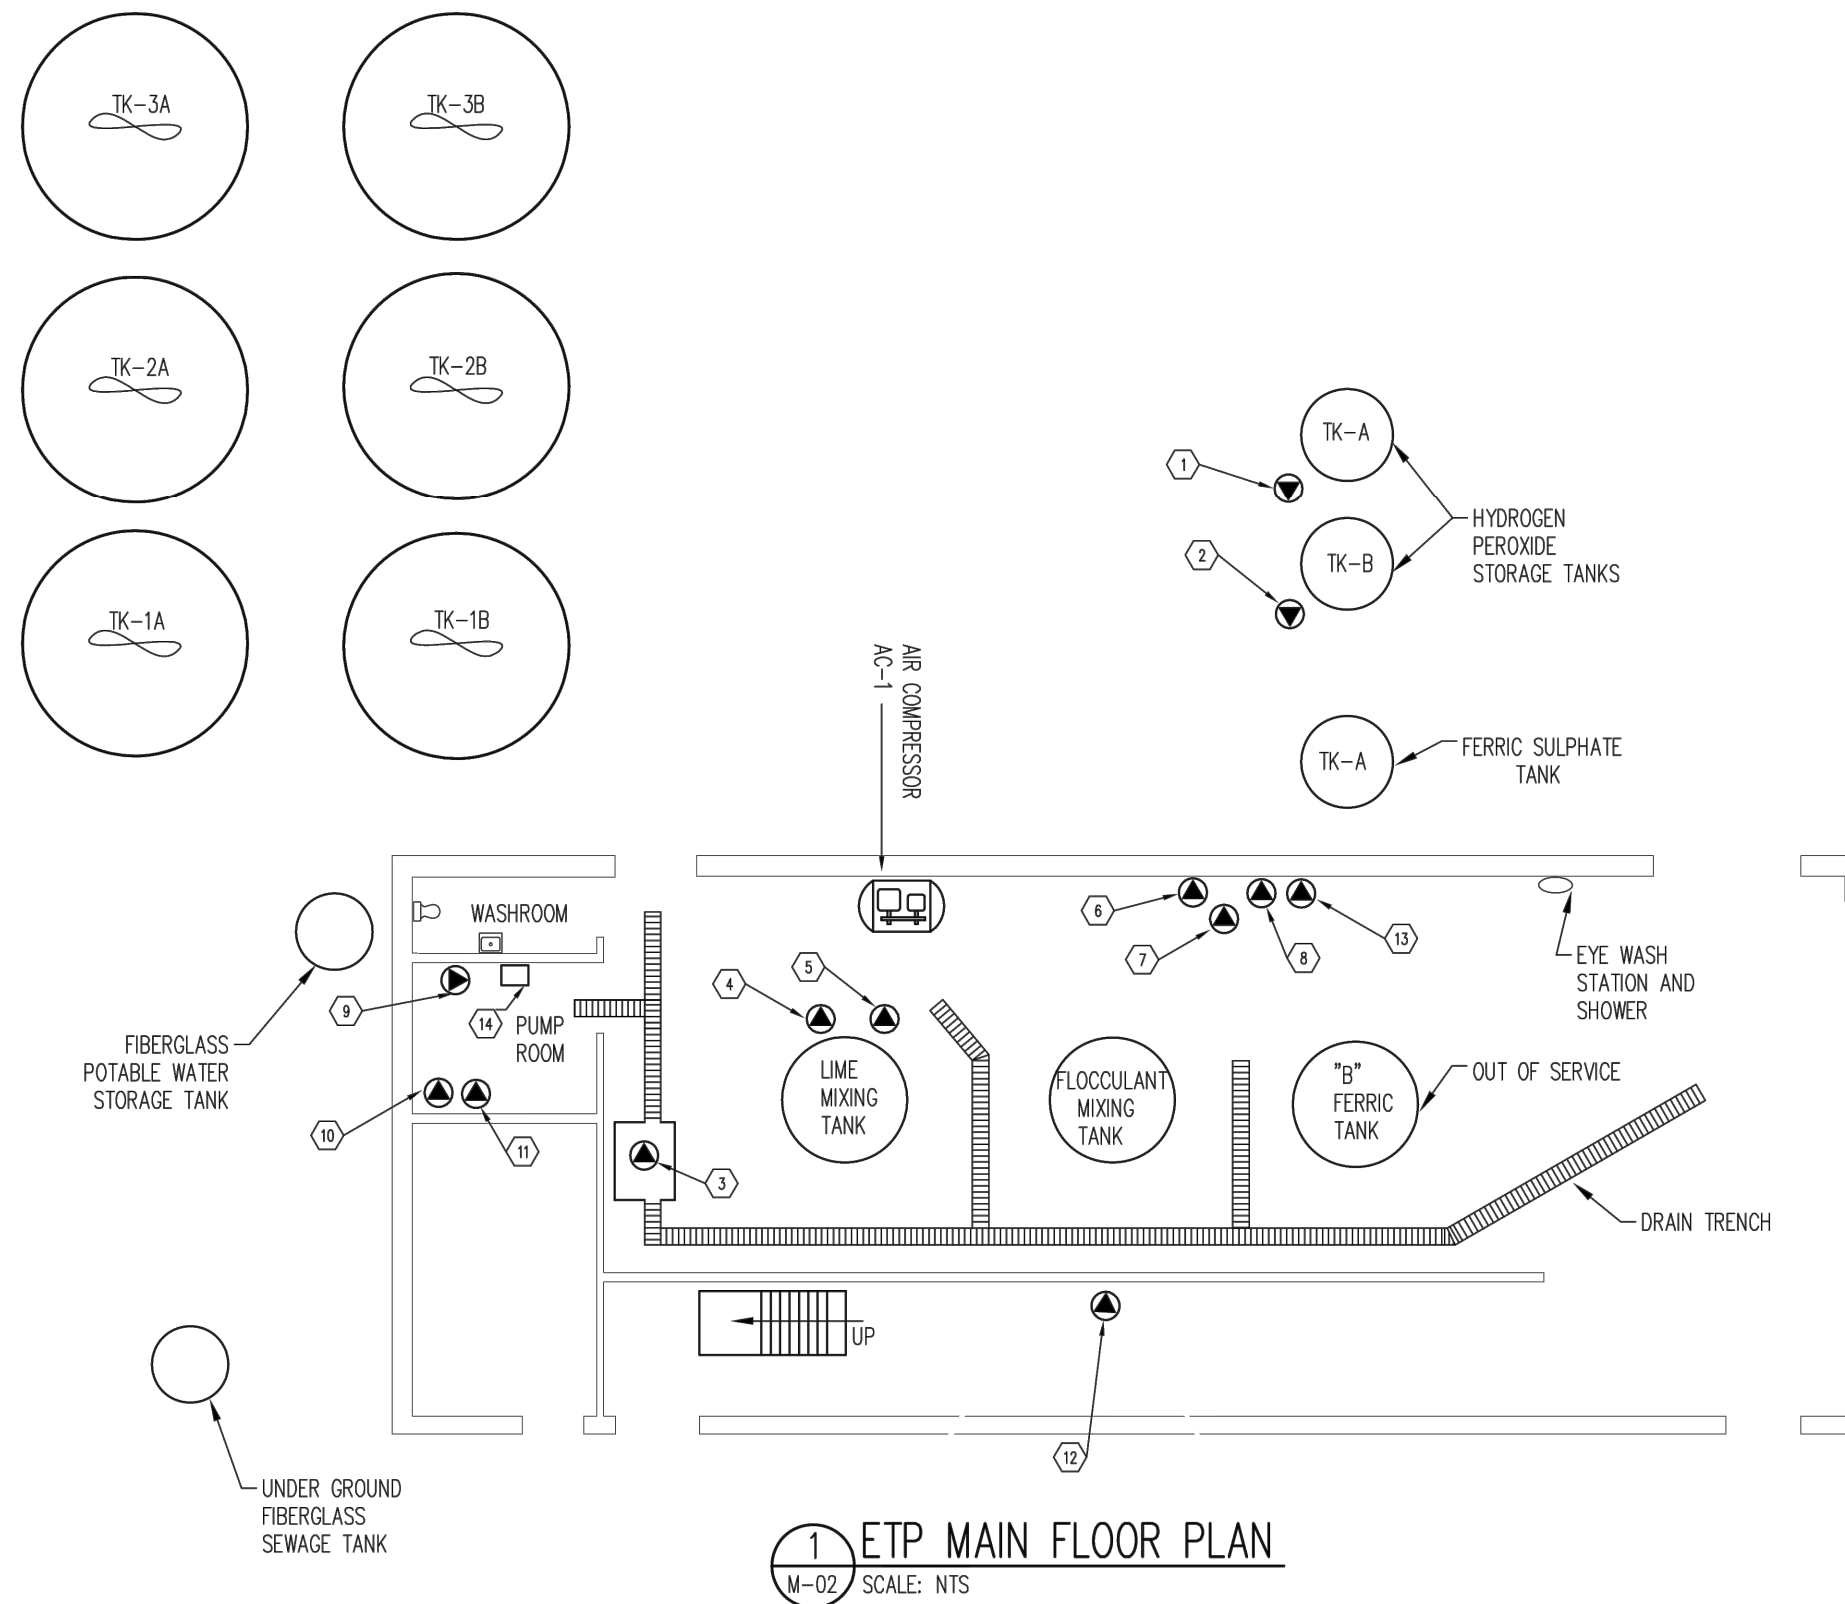 TK-3A
TK-3B
TK-2A
TK-2B
TK-1A
TK-1B
TK-A
1
HYDROGEN
PEROXIDE
STORAGE TANKS
2
TK-B
AIR COMPRESSOR
AC-1
TK-A
FERRIC SULPHATE
TANK
WASHROOM
6
7
8
13
EYE WASH
STATION AND
SHOWER
4
5
9
14
PUMP
ROOM
FIBERGLASS
POTABLE WATER
STORAGE TANK
LIME
MIXING
TANK
FLOCCULANT
MIXING
TANK
"B"
FERRIC
TANK
OUT OF SERVICE
10
11
3
DRAIN TRENCH
UP
12
UNDER GROUND
FIBERGLASS
SEWAGE TANK
1
M-02
ETP MAIN FLOOR PLAN
SCALE: NTS